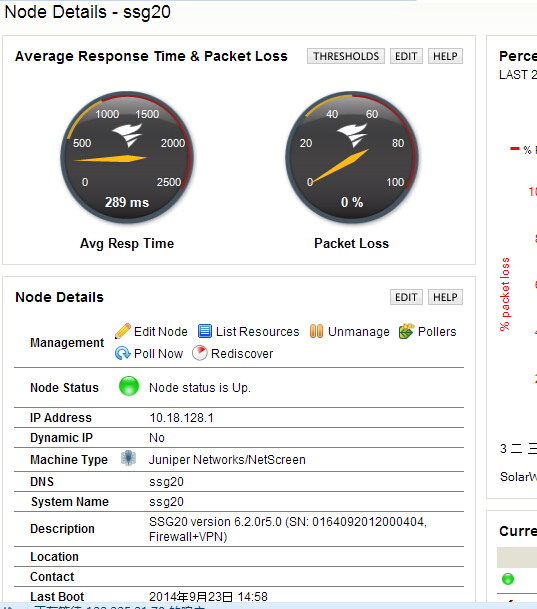 Node Details - ssg20
Average Response Time & Packet Loss
THRESHOLDS EDIT HELP
0 500 1000 1500 2000 2500
289 ms
Avg Resp Time
0 20 40 60 80 100
0 %
Packet Loss
Node Details
EDIT HELP
Management
Edit Node List Resources Unmanage Pollers
Poll Now Rediscover
Node Status Node status is Up.
IP Address 10.18.128.1
Dynamic IP No
Machine Type Juniper Networks/NetScreen
DNS ssg20
System Name ssg20
Description SSG20 version 6.2.0r5.0 (SN: 0164092012000404,
Firewall+VPN)
Location
Contact
Last Boot 2014年9月23日 14:58
Perce
LAST 2
% packet loss
3 二 三
SolarW
Curre